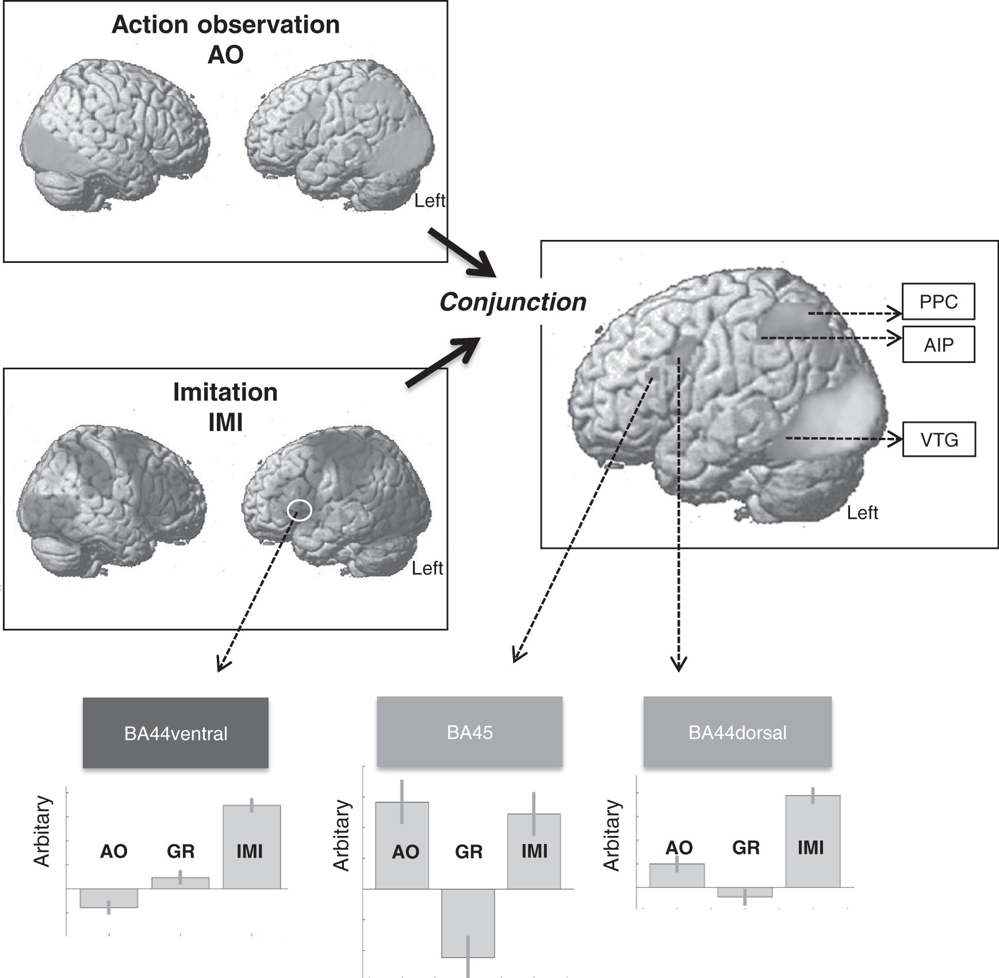 Action observation
AO
Left
Conjunction
PPC
AIP
VTG
Left
Imitation
IMI
Left
BA44ventral
BA45
BA44dorsal
Arbitary
AO
GR
IMI
Arbitary
AO
GR
IMI
Arbitary
AO
GR
IMI